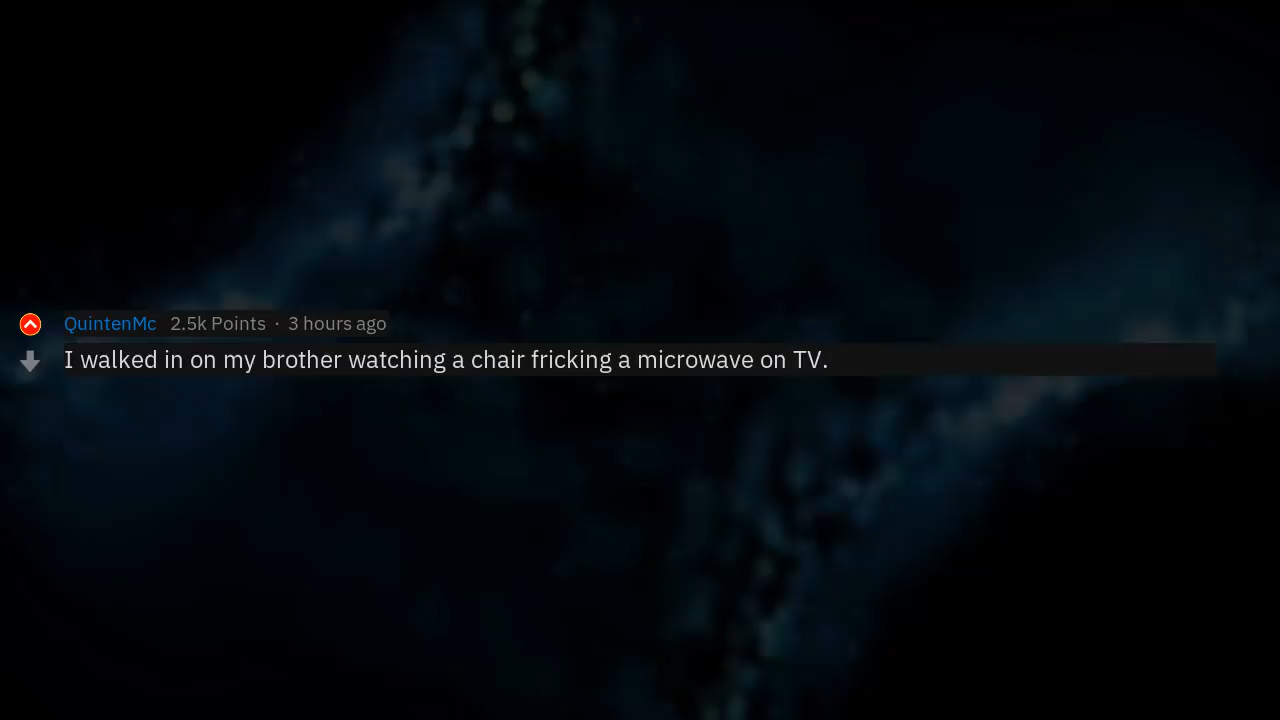 QuintenMc 2.5k Points · 3 hours ago
I walked in on my brother watching a chair fricking a microwave on TV.